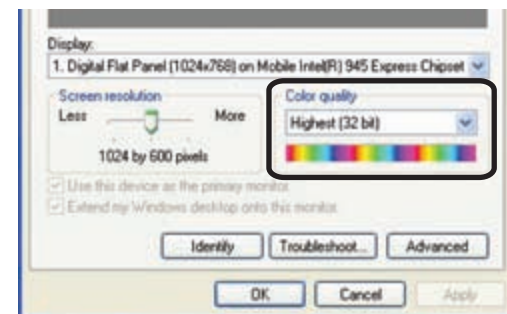 Display:
1. Digital Flat Panel (1024x768) on Mobile Intel(R) 945 Express Chipset
Screen resolution
Less More
1024 by 600 pixels
Color quality
Highest (32 bit)
Use this device as the primary monitor
Extend my Windows desktop onto this monitor
Identify Troubleshoot... Advanced
OK Cancel Apply